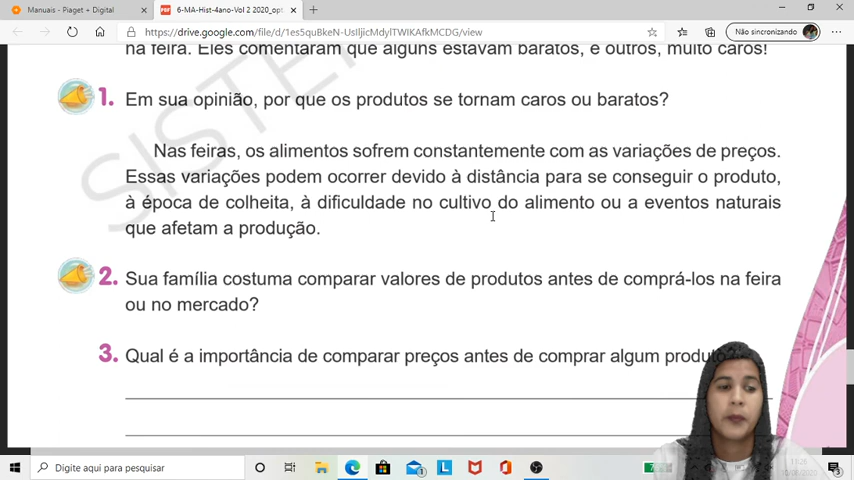 Manuais - Piaget + Digital
6-MA-Hist-4ano-Vol 2 2020_opt
https://drive.google.com/file/d/1es5quBkeN-UsIljicMdylTWIKAfkMCDG/view
Não sincronizando
na feira. Eles comentaram que alguns estavam baratos, e outros, muito caros!
1. Em sua opinião, por que os produtos se tornam caros ou baratos?
Nas feiras, os alimentos sofrem constantemente com as variações de preços.
Essas variações podem ocorrer devido à distância para se conseguir o produto,
à época de colheita, à dificuldade no cultivo do alimento ou a eventos naturais
que afetam a produção.
2. Sua família costuma comparar valores de produtos antes de comprá-los na feira
ou no mercado?
3. Qual é a importância de comparar preços antes de comprar algum produto?
SISTE
Digite aqui para pesquisar